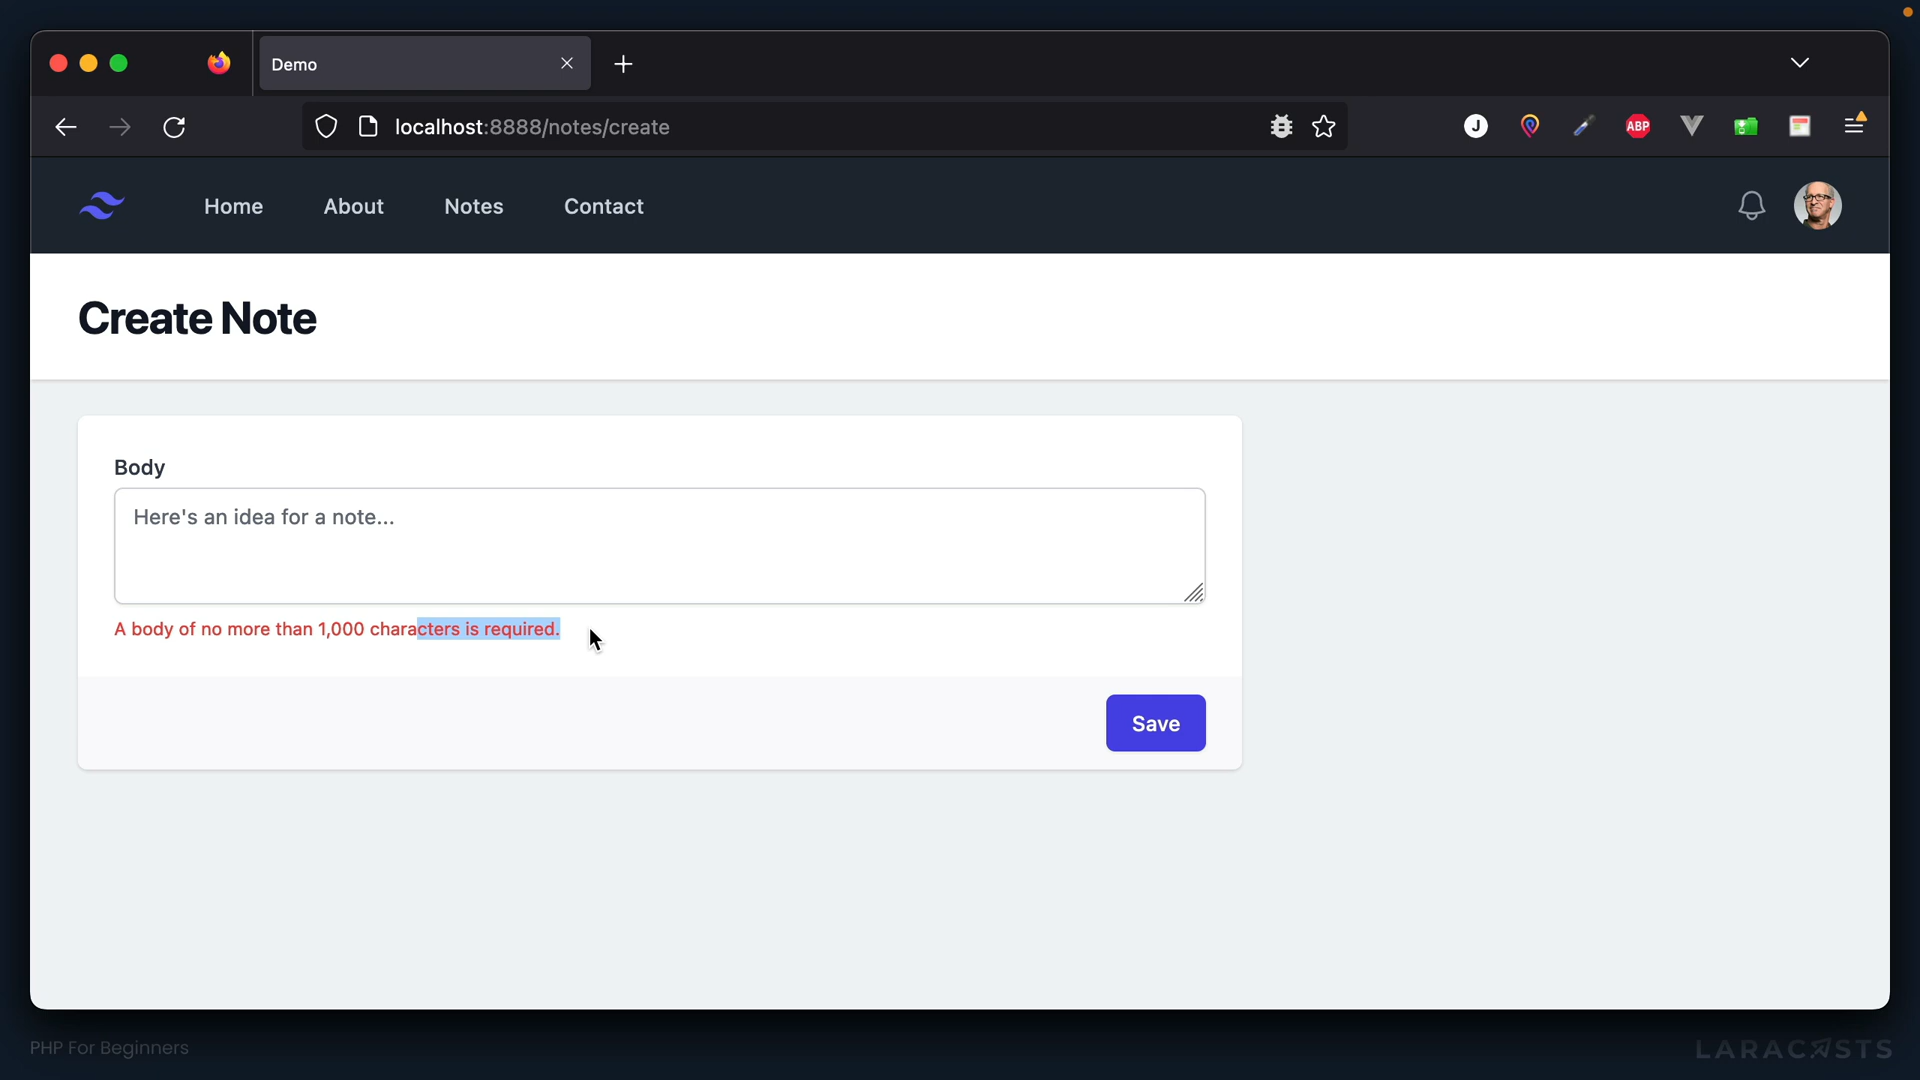 Demo
localhost:8888/notes/create
J
ABP
Home
About
Notes
Contact
Create Note
Body
Here's an idea for a note...
A body of no more than 1,000 characters is required.
Save
PHP For Beginners
LARACASTS